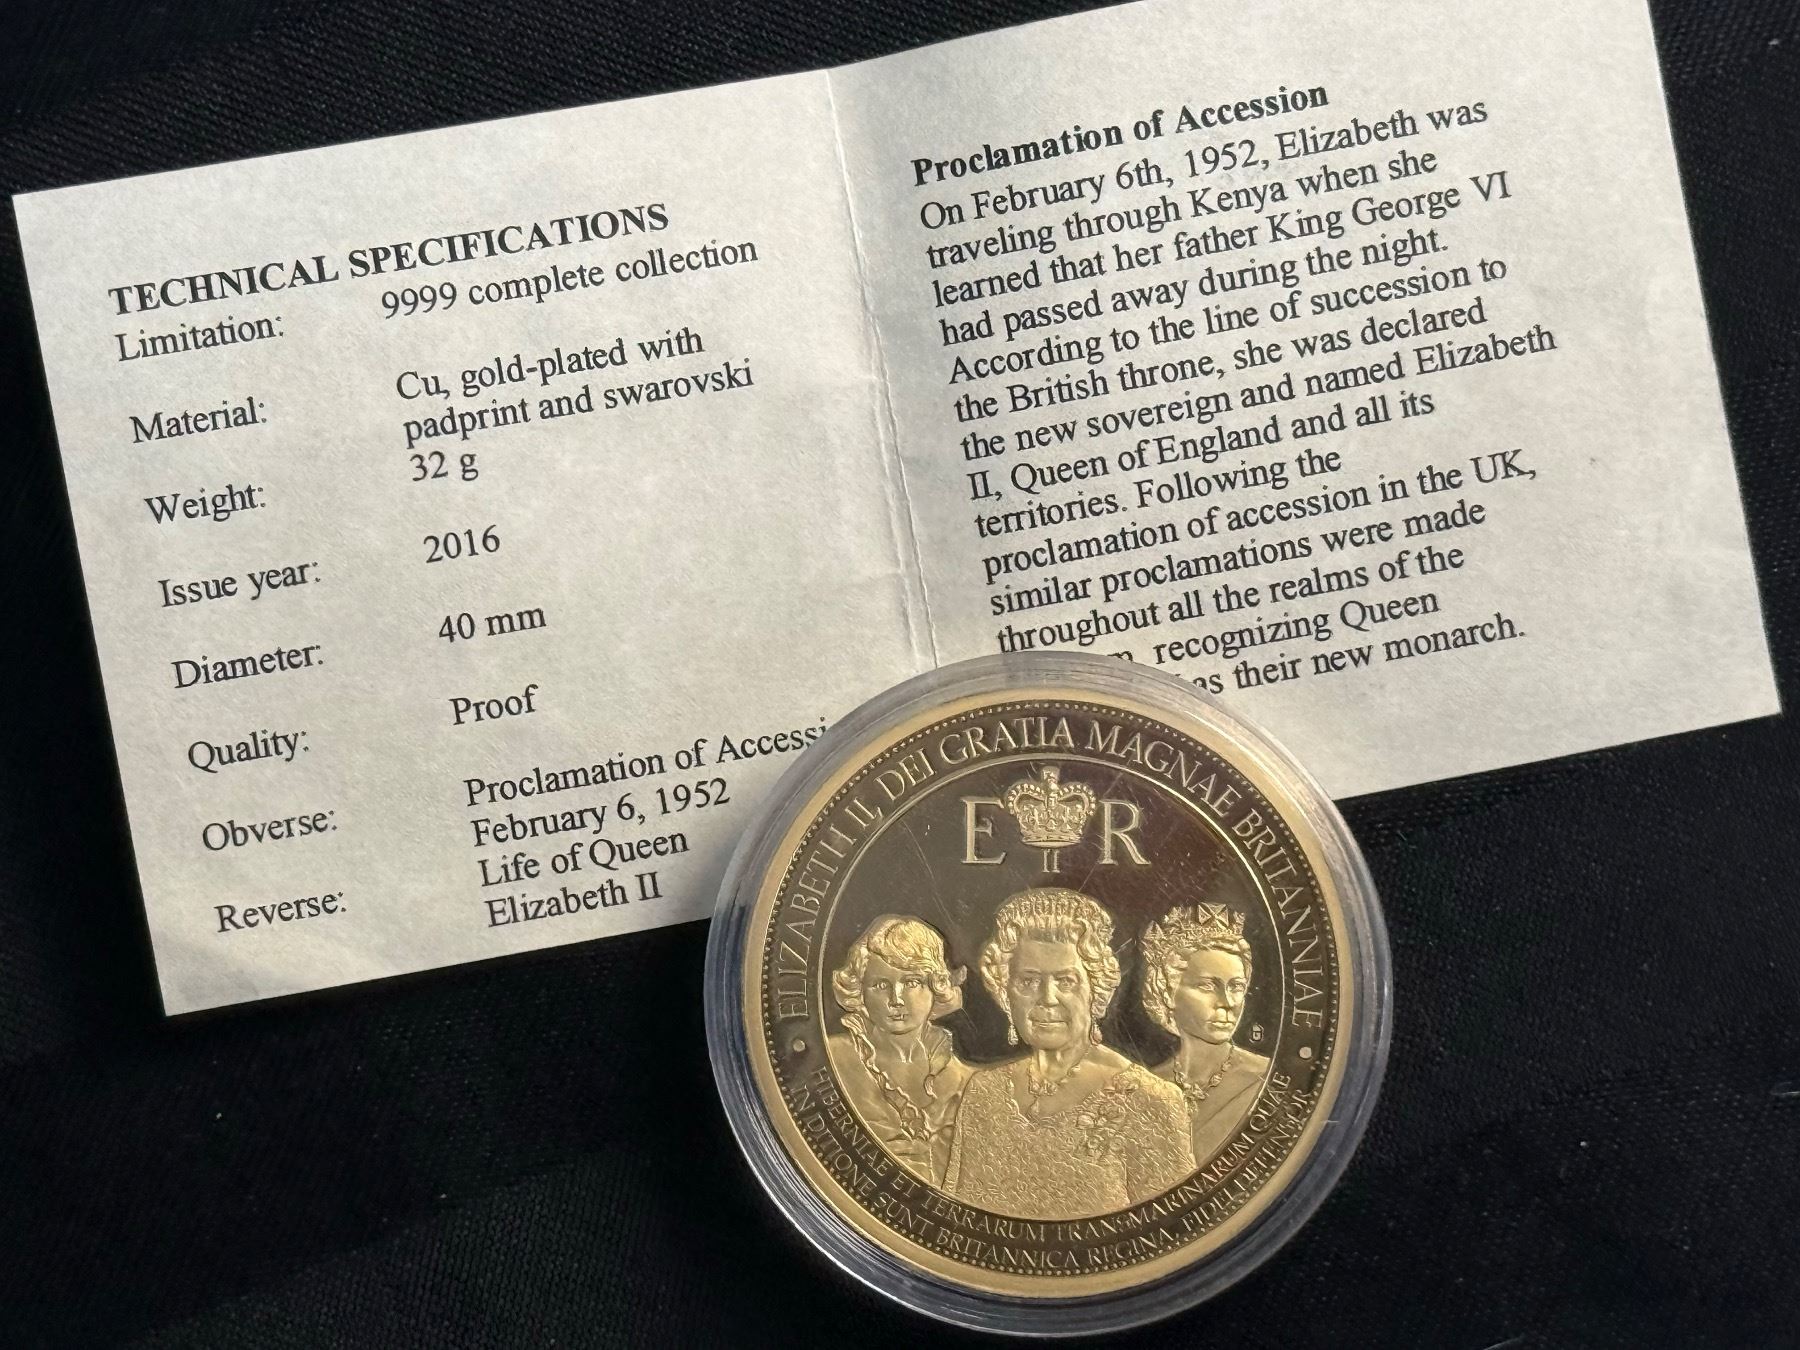 TECHNICAL SPECIFICATIONS
Limitation: 9999 complete collection
Material: Cu, gold-plated with
padprint and swarovski
Weight: 32 g
Issue year: 2016
Diameter: 40 mm
Quality: Proof
Obverse: Proclamation of Accessi
February 6, 1952
Reverse: Life of Queen
Elizabeth II
Proclamation of Accession
On February 6th, 1952, Elizabeth was
traveling through Kenya when she
learned that her father King George VI
had passed away during the night.
According to the line of succession to
the British throne, she was declared
the new sovereign and named Elizabeth
II, Queen of England and all its
territories. Following the
proclamation of accession in the UK,
similar proclamations were made
throughout all the realms of the
recognizing Queen
as their new monarch.
ELIZABETH II, DEI GRATIA MAGNAE BRITANNIAE
E II R
HIBERNIAE ET TERRARUM TRANSMARINARUM QUAE
IN DITIONE SUNT BRITANNICA REGINA, FIDEI DEFENSOR